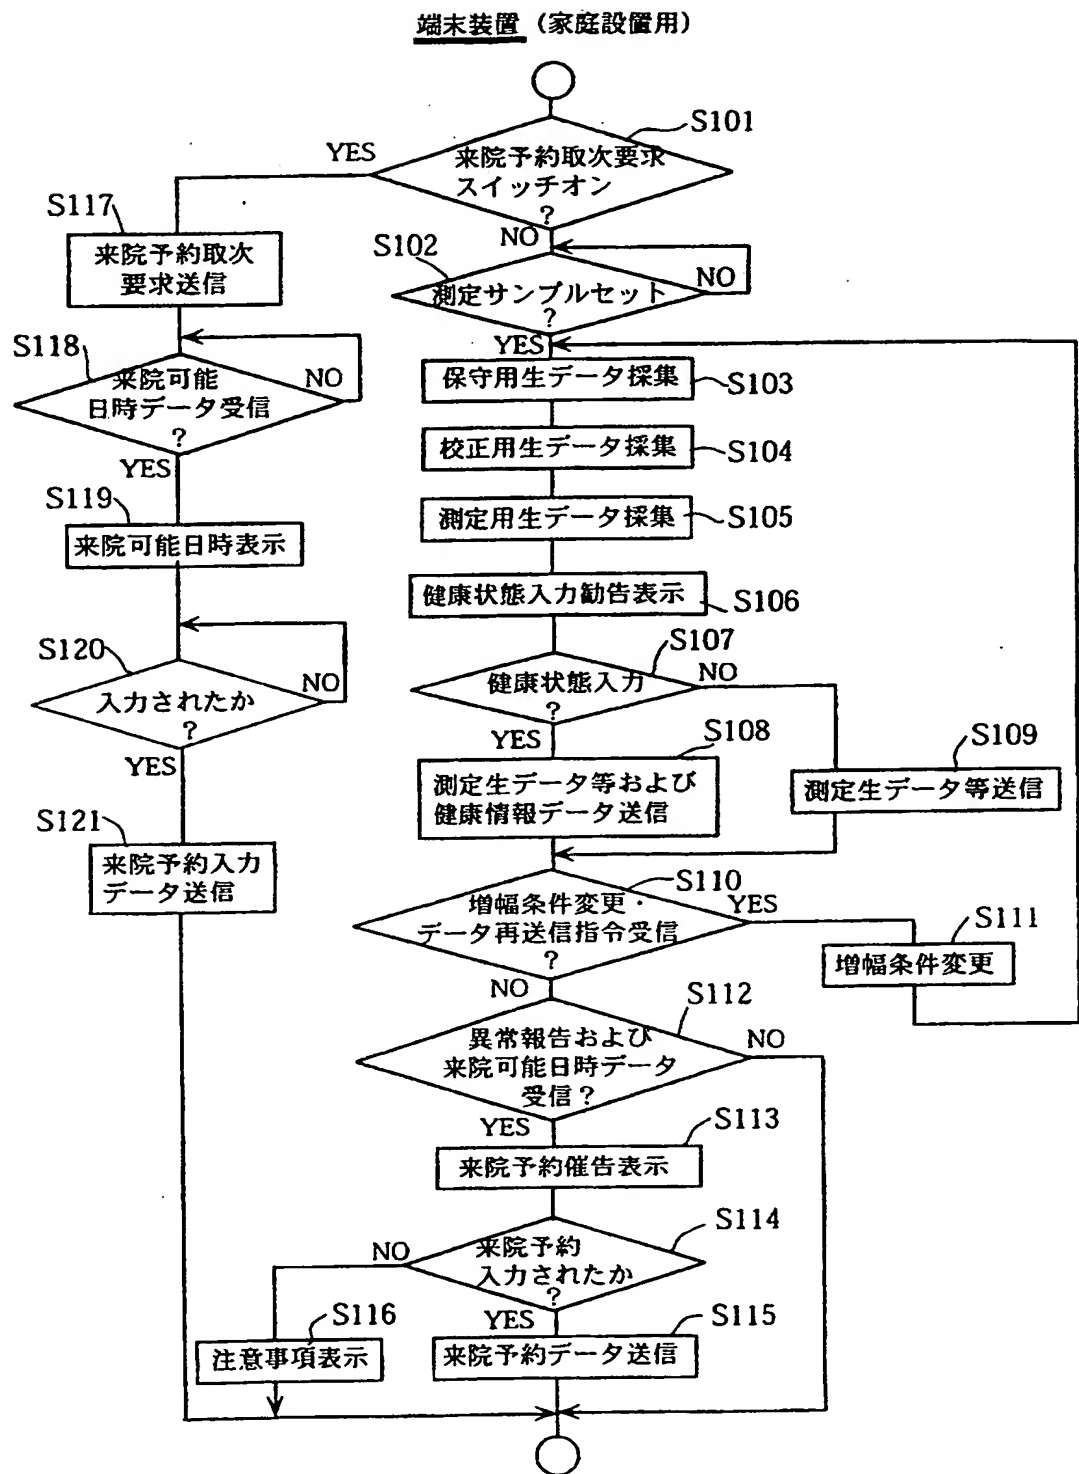 端末装置（家庭設置用）
S101
YES
来院予約取次要求
スイッチオン
？
NO
S117
来院予約取次
要求送信
S102
測定サンプルセット
？
NO
YES
S118
来院可能
日時データ受信
？
NO
YES
保守用生データ採集
S103
校正用生データ採集
S104
S119
来院可能日時表示
測定用生データ採集
S105
健康状態入力勧告表示
S106
S120
入力されたか
？
NO
YES
S107
健康状態入力
？
NO
YES
S108
測定生データ等および
健康情報データ送信
S109
測定生データ等送信
S121
来院予約入力
データ送信
S110
増幅条件変更・
データ再送信指令受信
？
YES
NO
S111
増幅条件変更
S112
異常報告および
来院可能日時データ
受信？
NO
YES
S113
来院予約催告表示
S114
来院予約
入力されたか
？
NO
YES
S116
注意事項表示
S115
来院予約データ送信